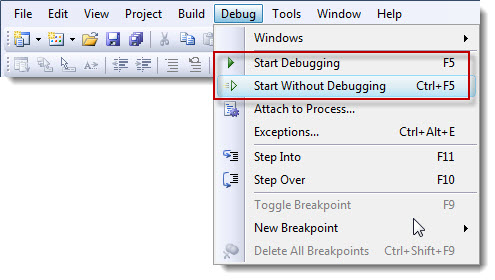 File Edit View Project Build Debug Tools Window Help
Windows
Start Debugging F5
Start Without Debugging Ctrl+F5
Attach to Process...
Exceptions... Ctrl+Alt+E
Step Into F11
Step Over F10
Toggle Breakpoint F9
New Breakpoint
Delete All Breakpoints Ctrl+Shift+F9